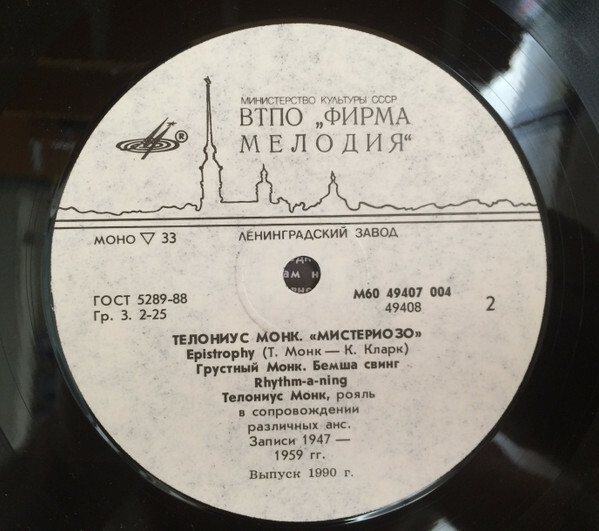 МИНИСТЕРСТВО КУЛЬТУРЫ СССР
ВТПО „ФИРМА
МЕЛОДИЯ“
®
МОНО ▽ 33
ЛЕНИНГРАДСКИЙ ЗАВОД
ГОСТ 5289-88
Гр. 3. 2-25
М60 49407 004
49408
2
ТЕЛОНИУС МОНК. «МИСТЕРИОЗО»
Epistrophy (Т. Монк — К. Кларк)
Грустный Монк. Бемша свинг
Rhythm-a-ning
Телониус Монк, рояль
в сопровождении
различных анс.
Записи 1947 —
1959 гг.
Выпуск 1990 г.